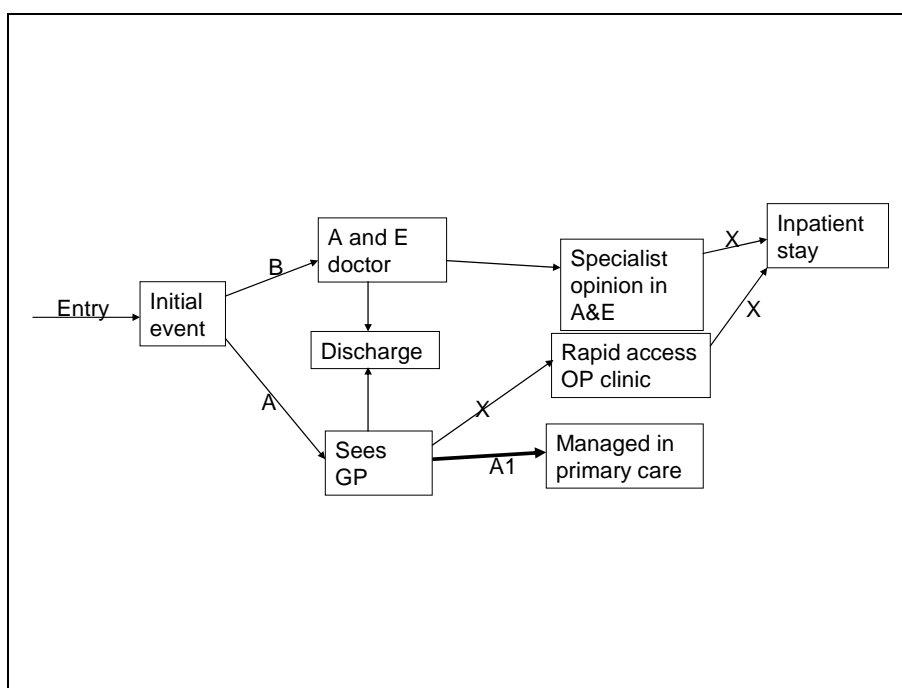 Entry
Initial
event
B
A
A and E
doctor
Discharge
Sees
GP
X
A1
Specialist
opinion in
A&E
Rapid access
OP clinic
Managed in
primary care
X
X
Inpatient
stay